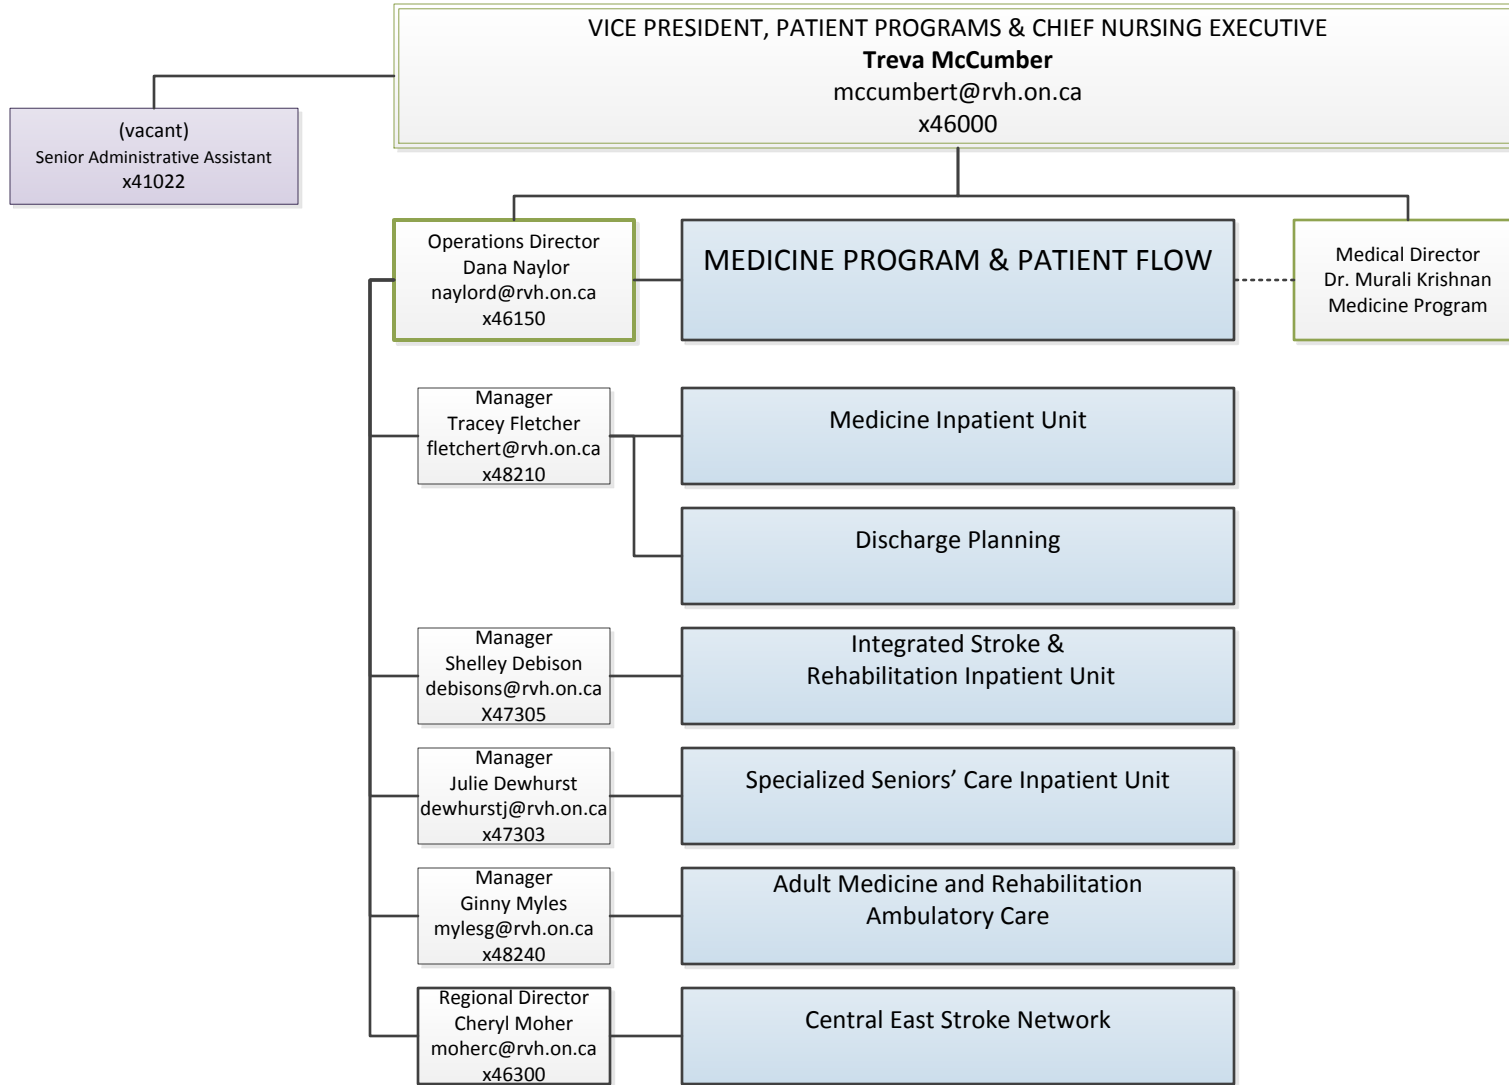 VICE PRESIDENT, PATIENT PROGRAMS & CHIEF NURSING EXECUTIVE
Treva McCumber
mccumbert@rvh.on.ca
x46000
(vacant)
Senior Administrative Assistant
x41022
Operations Director
Dana Naylor
naylord@rvh.on.ca
x46150
MEDICINE PROGRAM & PATIENT FLOW
Medical Director
Dr. Murali Krishnan
Medicine Program
Manager
Tracey Fletcher
fletchert@rvh.on.ca
x48210
Medicine Inpatient Unit
Discharge Planning
Manager
Shelley Debison
debisons@rvh.on.ca
X47305
Integrated Stroke &
Rehabilitation Inpatient Unit
Manager
Julie Dewhurst
dewhurstj@rvh.on.ca
x47303
Specialized Seniors’ Care Inpatient Unit
Manager
Ginny Myles
mylesg@rvh.on.ca
x48240
Adult Medicine and Rehabilitation
Ambulatory Care
Regional Director
Cheryl Moher
moherc@rvh.on.ca
x46300
Central East Stroke Network